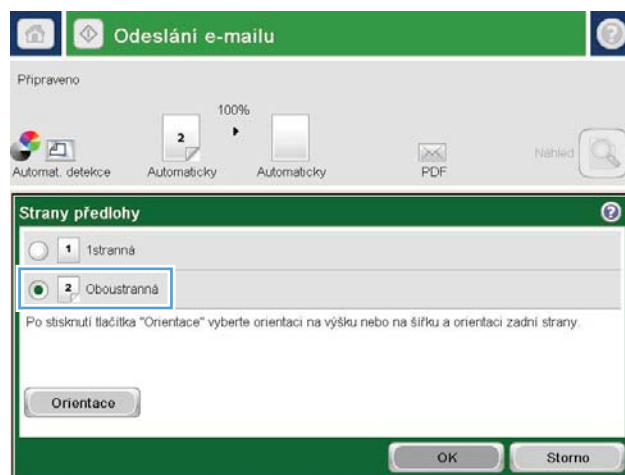 Odeslání e-mailu
Připraveno
100%
2
Automat. detekce
Automaticky
Automaticky
PDF
Náhled
Strany předlohy
1 1stranná
2 Oboustranná
Po stisknutí tlačítka "Orientace" vyberte orientaci na výšku nebo na šířku a orientaci zadní strany.
Orientace
OK
Storno